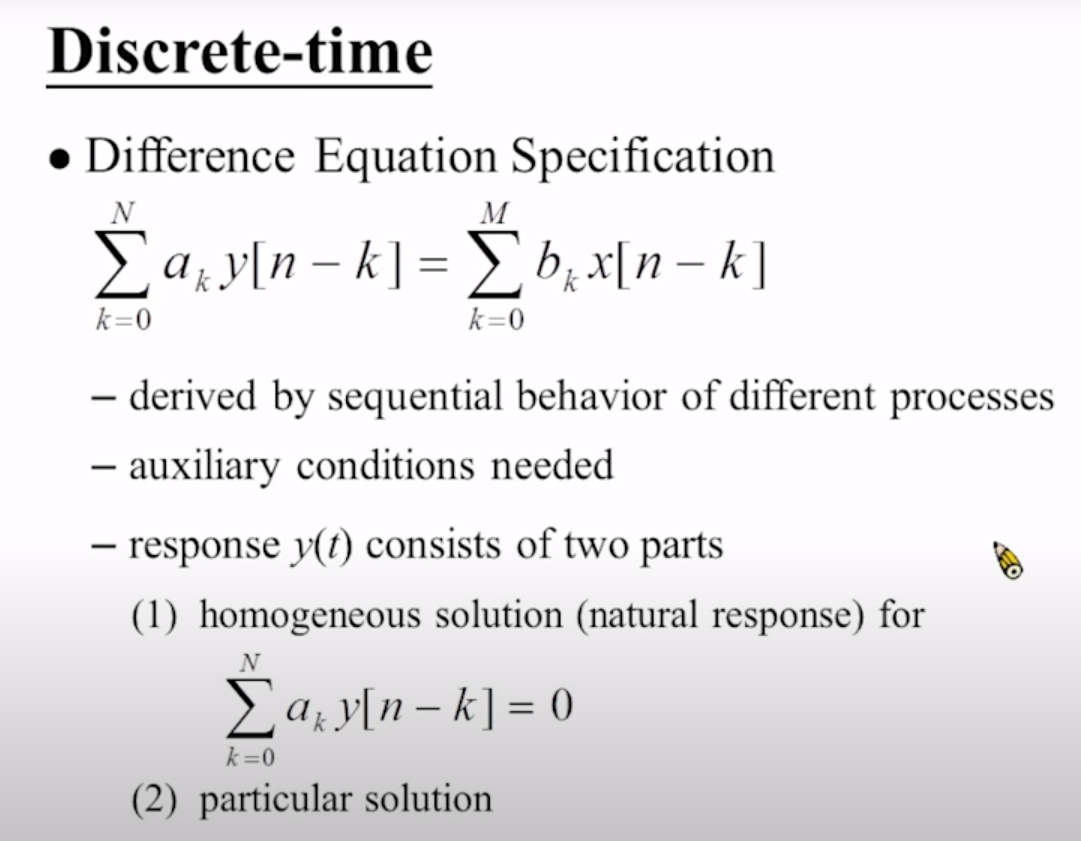 Discrete-time
● Difference Equation Specification
\sum_{k=0}^{N} a_k y[n-k] = \sum_{k=0}^{M} b_k x[n-k]
– derived by sequential behavior of different processes
– auxiliary conditions needed
– response y(t) consists of two parts
(1) homogeneous solution (natural response) for
\sum_{k=0}^{N} a_k y[n-k] = 0
(2) particular solution